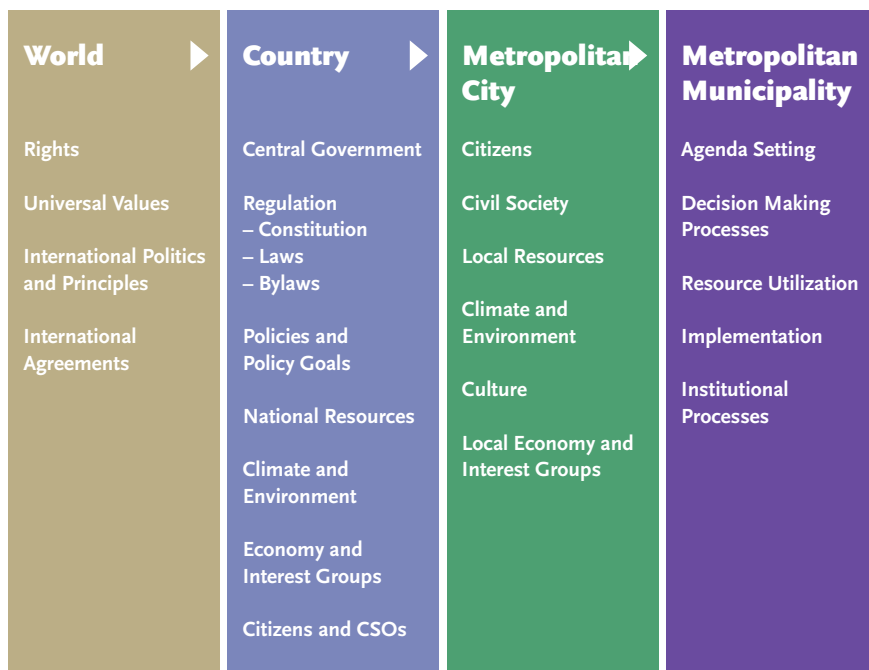 World
Rights
Universal Values
International Politics
and Principles
International
Agreements
Country
Central Government
Regulation
– Constitution
– Laws
– Bylaws
Policies and
Policy Goals
National Resources
Climate and
Environment
Economy and
Interest Groups
Citizens and CSOs
Metropolitan
City
Citizens
Civil Society
Local Resources
Climate and
Environment
Culture
Local Economy and
Interest Groups
Metropolitan
Municipality
Agenda Setting
Decision Making
Processes
Resource Utilization
Implementation
Institutional
Processes